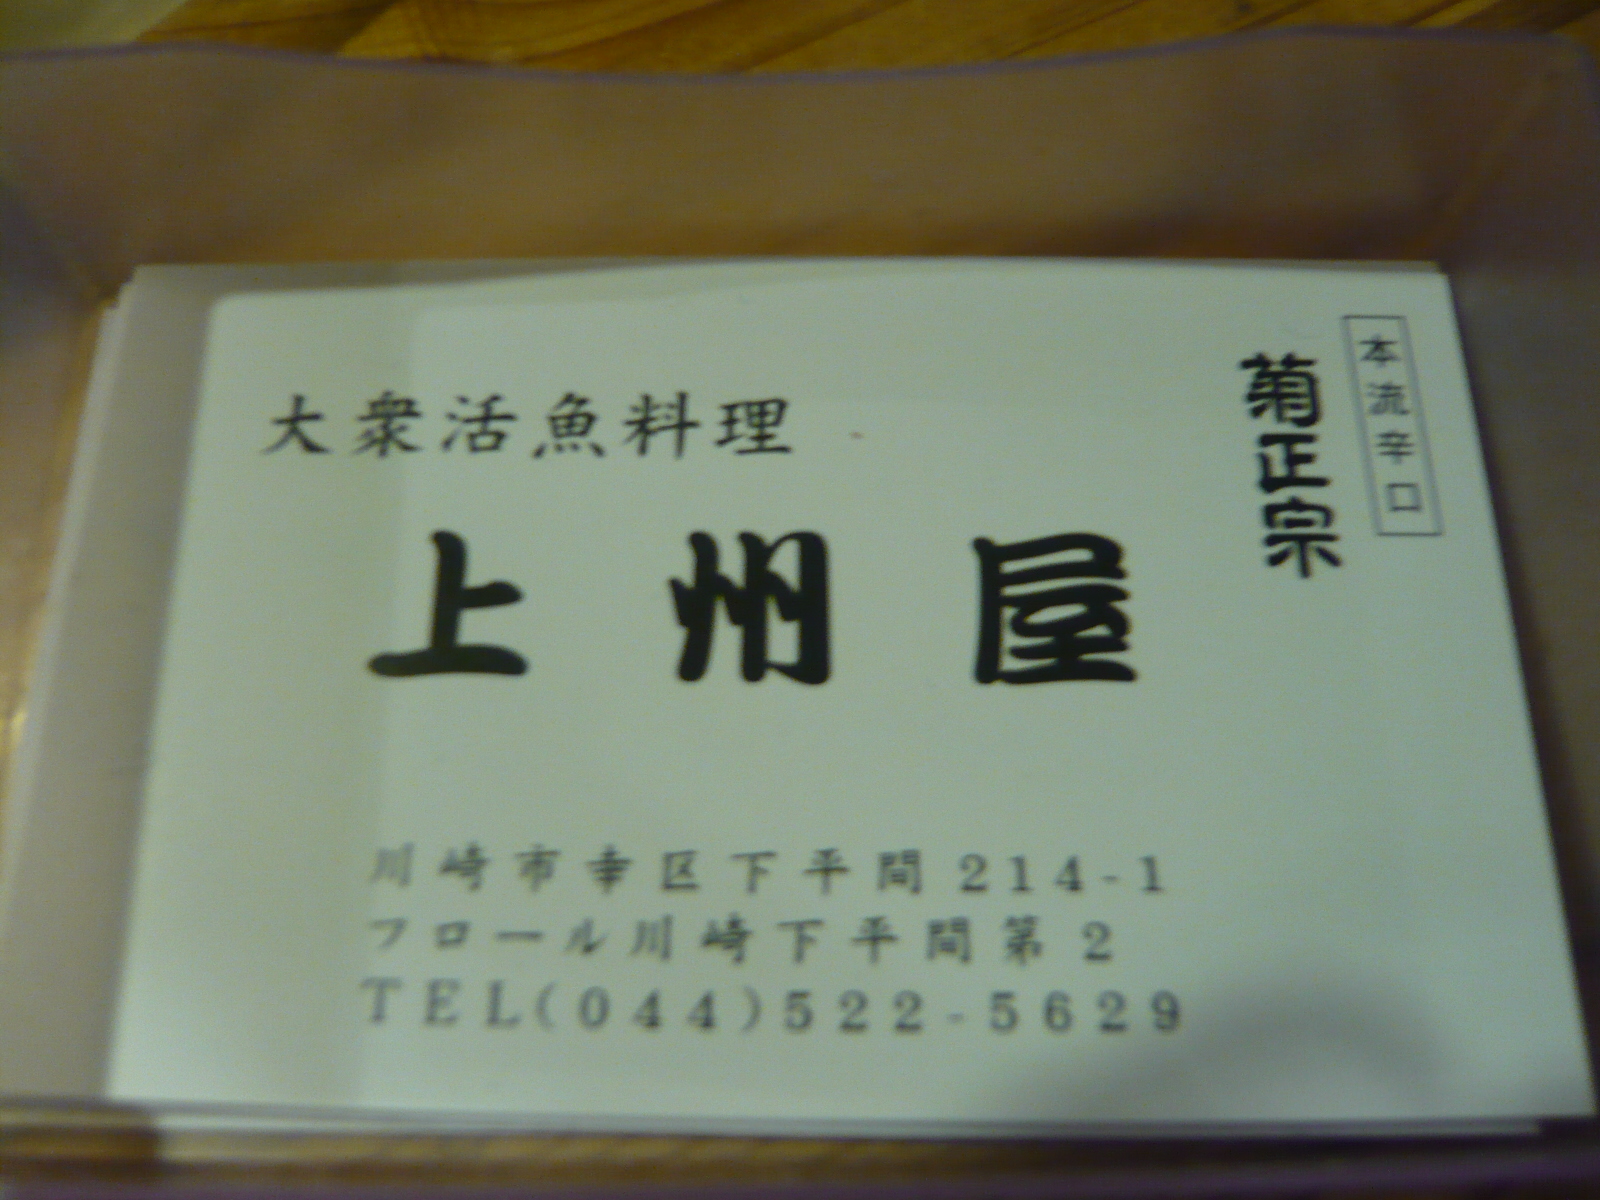 本流辛口
菊正宗
大衆活魚料理
上州屋
川崎市幸区下平間214-1
フロール川崎下平間第2
TEL(044)522-5629